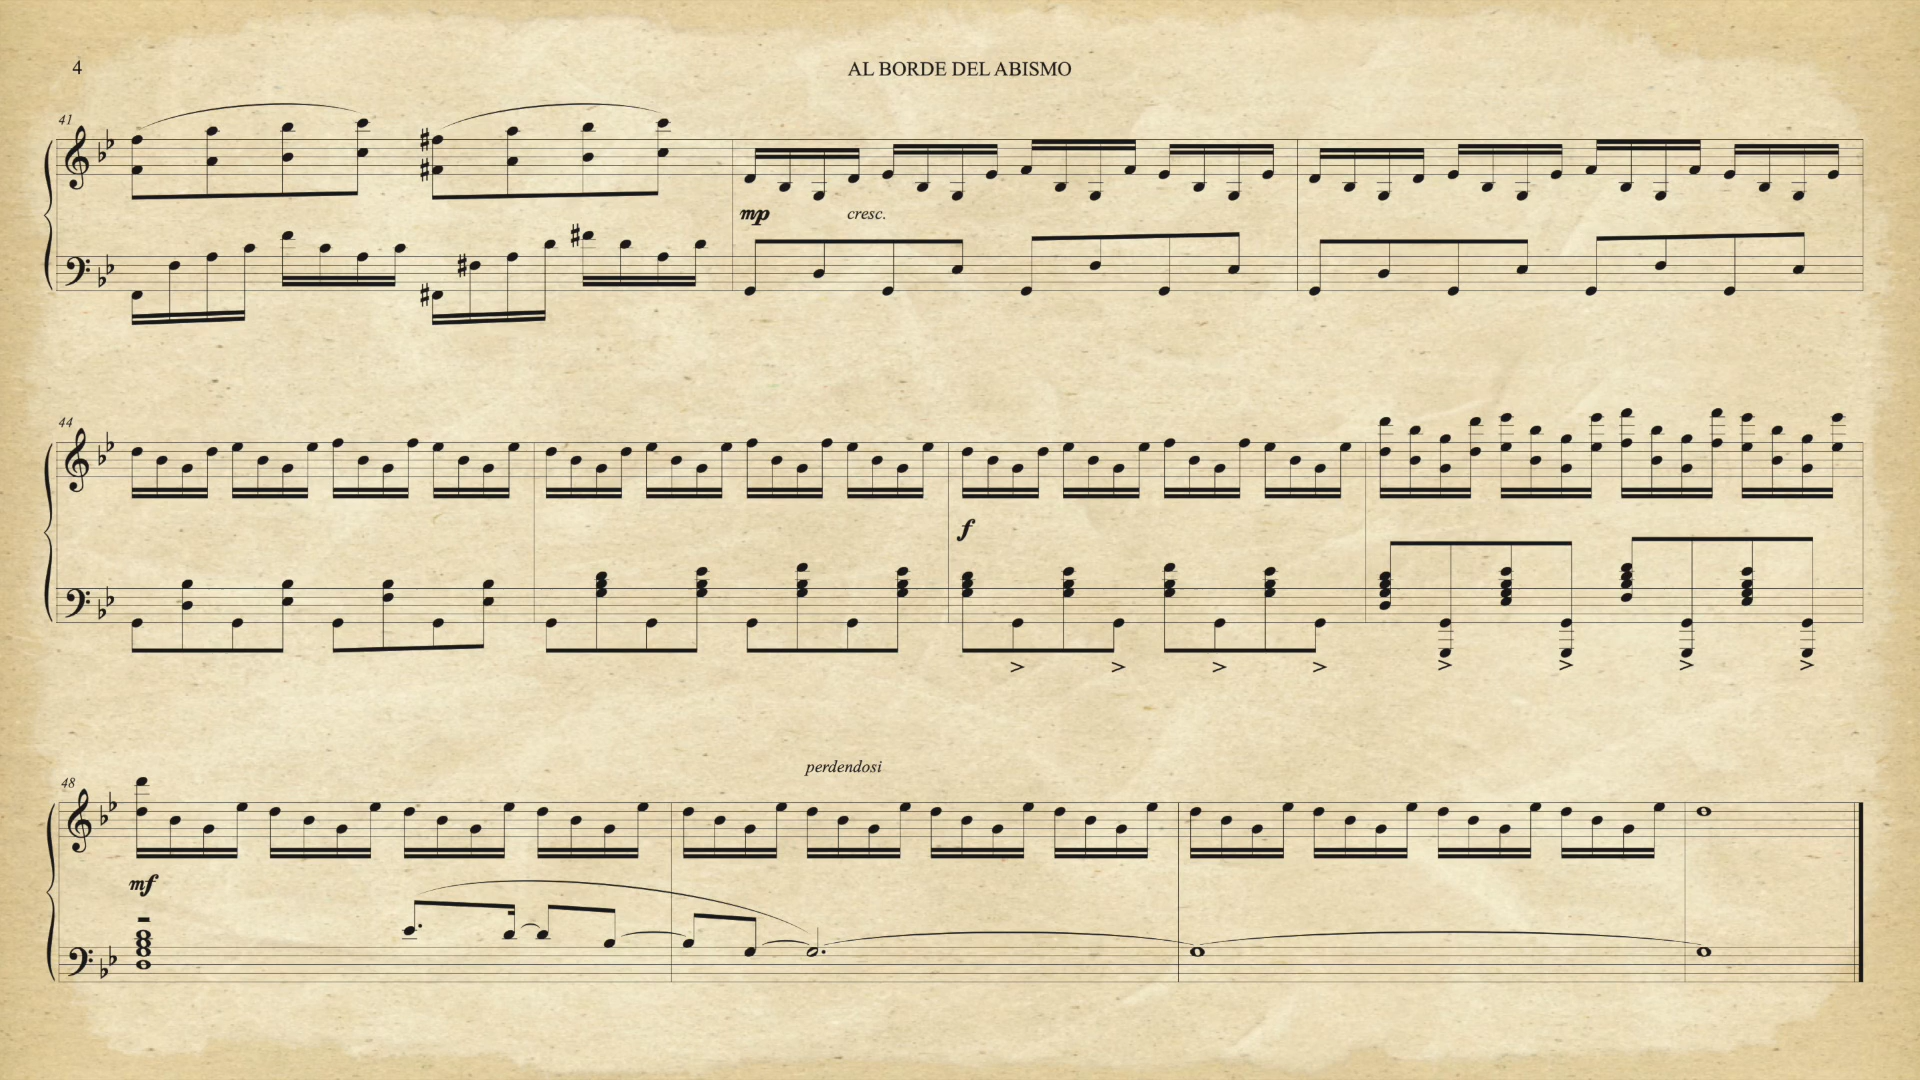 4
AL BORDE DEL ABISMO
41
mp
cresc.
44
f
48
perdendosi
mf